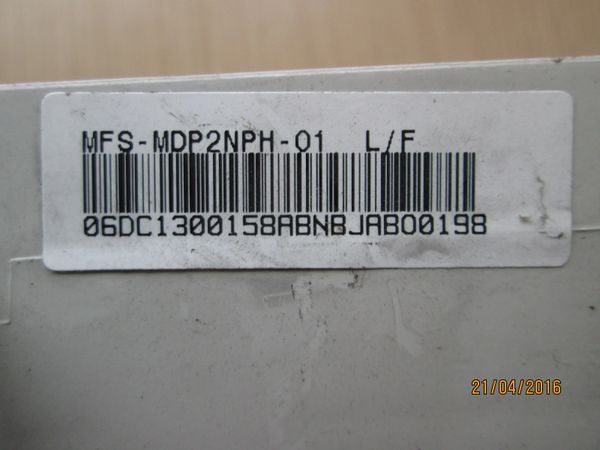 MFS-MDP2NPH-01 L/F
06DC1300158ABNBJAB00198
21/04/2016